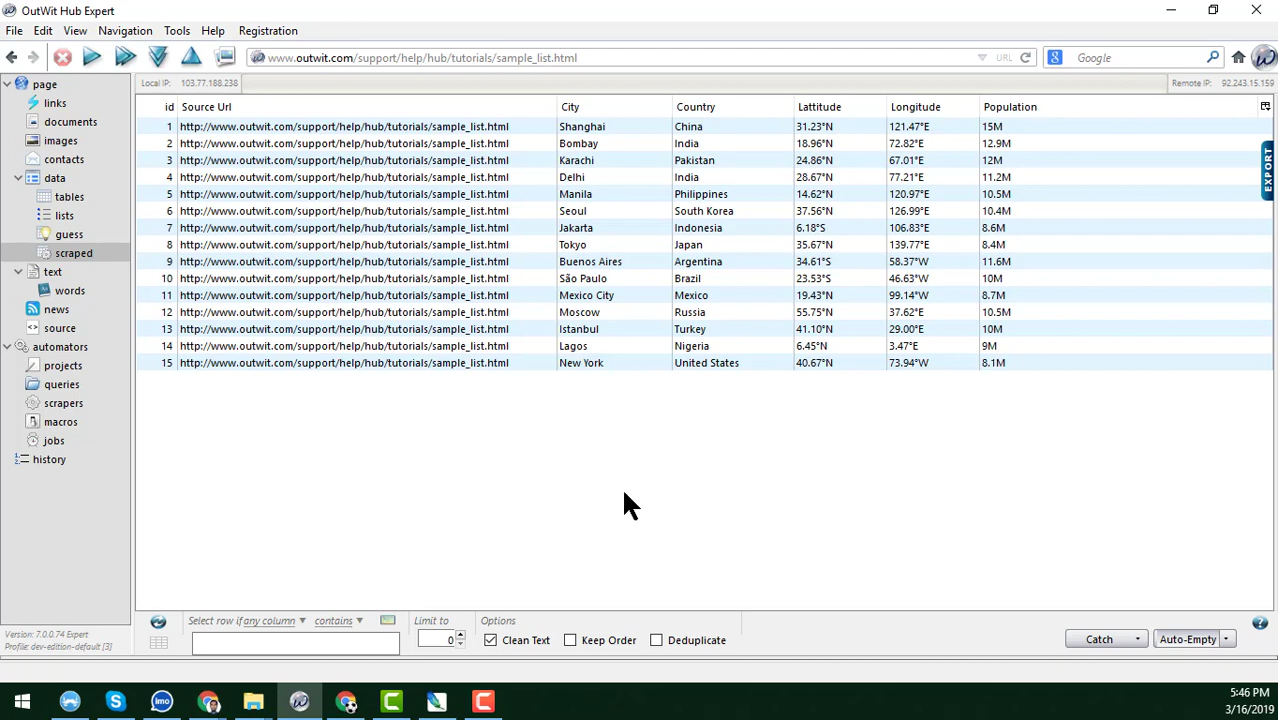 OutWit Hub Expert
File Edit View Navigation Tools Help Registration
www.outwit.com/support/help/hub/tutorials/sample_list.html URL Google
page
links
documents
images
contacts
data
tables
lists
guess
scraped
text
words
news
source
automators
projects
queries
scrapers
macros
jobs
history
Version: 7.0.0.74 Expert
Profile: dev-edition-default [3]
Local IP: 103.77.188.238 Remote IP: 92.243.15.159
id Source Url City Country Lattitude Longitude Population
1 http://www.outwit.com/support/help/hub/tutorials/sample_list.html Shanghai China 31.23°N 121.47°E 15M
2 http://www.outwit.com/support/help/hub/tutorials/sample_list.html Bombay India 18.96°N 72.82°E 12.9M
3 http://www.outwit.com/support/help/hub/tutorials/sample_list.html Karachi Pakistan 24.86°N 67.01°E 12M
4 http://www.outwit.com/support/help/hub/tutorials/sample_list.html Delhi India 28.67°N 77.21°E 11.2M
5 http://www.outwit.com/support/help/hub/tutorials/sample_list.html Manila Philippines 14.62°N 120.97°E 10.5M
6 http://www.outwit.com/support/help/hub/tutorials/sample_list.html Seoul South Korea 37.56°N 126.99°E 10.4M
7 http://www.outwit.com/support/help/hub/tutorials/sample_list.html Jakarta Indonesia 6.18°S 106.83°E 8.6M
8 http://www.outwit.com/support/help/hub/tutorials/sample_list.html Tokyo Japan 35.67°N 139.77°E 8.4M
9 http://www.outwit.com/support/help/hub/tutorials/sample_list.html Buenos Aires Argentina 34.61°S 58.37°W 11.6M
10 http://www.outwit.com/support/help/hub/tutorials/sample_list.html São Paulo Brazil 23.53°S 46.63°W 10M
11 http://www.outwit.com/support/help/hub/tutorials/sample_list.html Mexico City Mexico 19.43°N 99.14°W 8.7M
12 http://www.outwit.com/support/help/hub/tutorials/sample_list.html Moscow Russia 55.75°N 37.62°E 10.5M
13 http://www.outwit.com/support/help/hub/tutorials/sample_list.html Istanbul Turkey 41.10°N 29.00°E 10M
14 http://www.outwit.com/support/help/hub/tutorials/sample_list.html Lagos Nigeria 6.45°N 3.47°E 9M
15 http://www.outwit.com/support/help/hub/tutorials/sample_list.html New York United States 40.67°N 73.94°W 8.1M
EXPORT
Select row if any column contains Limit to Options
0 Clean Text Keep Order Deduplicate Catch Auto-Empty
imo
5:46 PM
3/16/2019